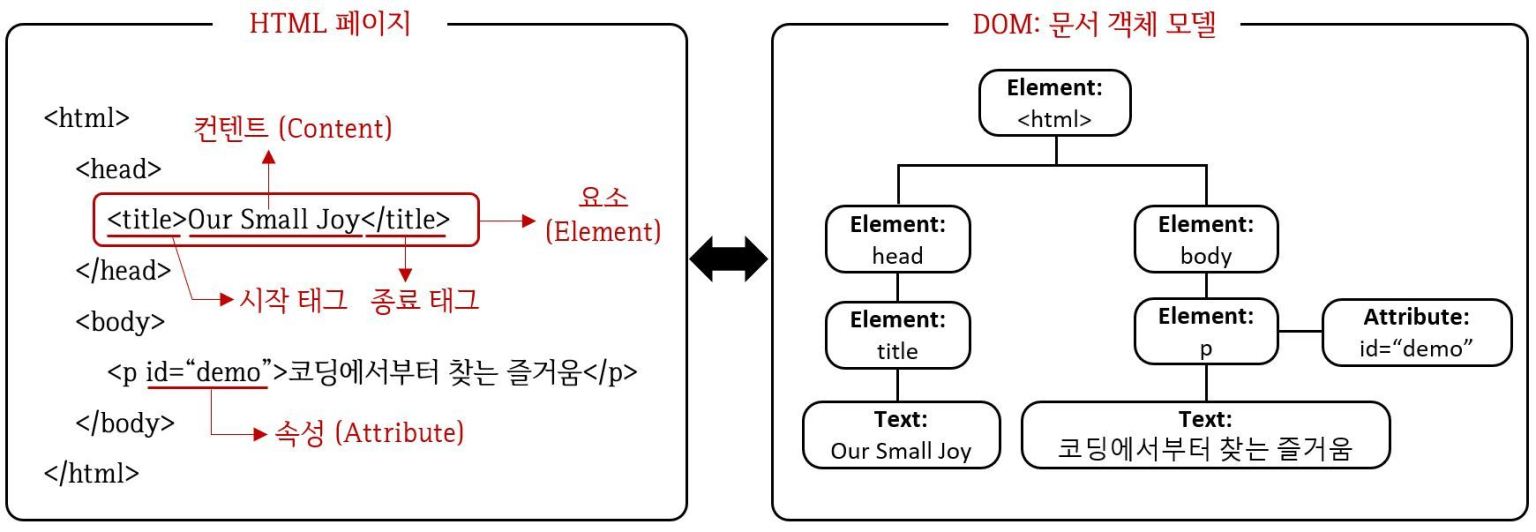 HTML 페이지
<html>
컨텐트 (Content)
<head>
<title>Our Small Joy</title>
요소
(Element)
</head>
시작 태그 종료 태그
<body>
<p id=“demo”>코딩에서부터 찾는 즐거움</p>
</body>
속성 (Attribute)
</html>
DOM: 문서 객체 모델
Element:
<html>
Element:
head
Element:
body
Element:
title
Element:
p
Attribute:
id=“demo”
Text:
Our Small Joy
Text:
코딩에서부터 찾는 즐거움